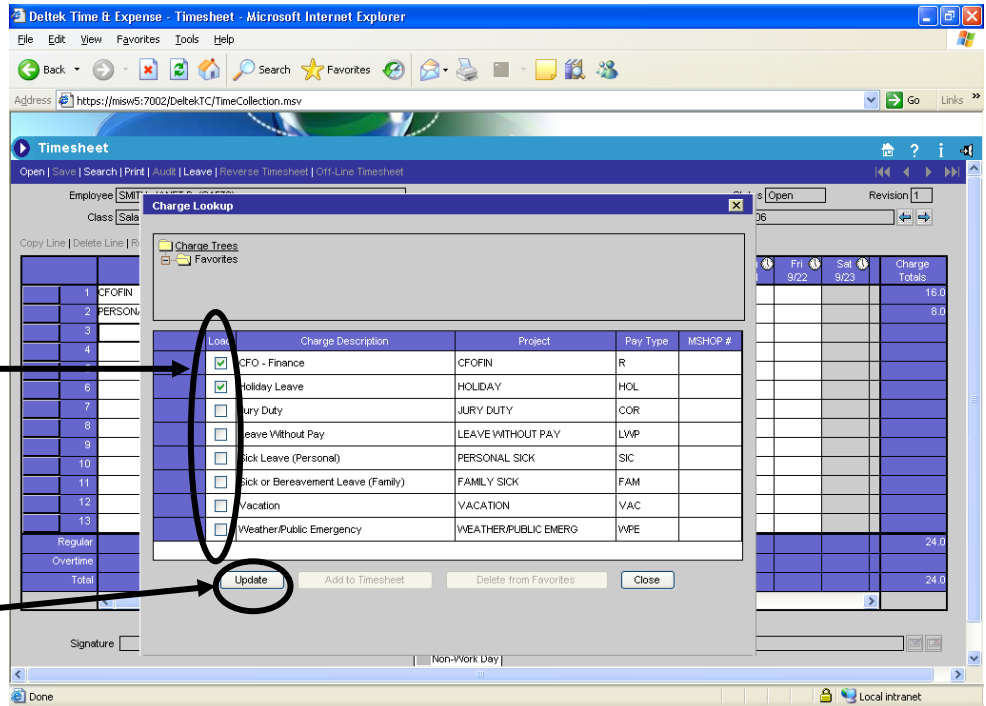 Deltek Time & Expense - Timesheet - Microsoft Internet Explorer
File Edit View Favorites Tools Help
Back Search Favorites
Address https://misw5:7002/DeltekTC/TimeCollection.msv Go Links »
Timesheet
Open | Save | Search | Print | Audit | Leave | Reverse Timesheet | Off-Line Timesheet
Employee Open Revision 1
Class 06
Copy Line | Delete Line |
Charge Lookup
Charge Trees
Favorites
Fri 9/22 Sat 9/23 Charge Totals
1 CFOFIN 16.0
2 8.0
3
4
6
7
8
9
10
11
12
13
Regular 24.0
Overtime
Total 24.0
Load Charge Description Project Pay Type MSHOP #
CFO - Finance CFOFIN R
Holiday Leave HOLIDAY HOL
Jury Duty JURY DUTY COR
Leave Without Pay LEAVE WITHOUT PAY LWP
Sick Leave (Personal) PERSONAL SICK SIC
Sick or Bereavement Leave (Family) FAMILY SICK FAM
Vacation VACATION VAC
Weather/Public Emergency WEATHER/PUBLIC EMERG WPE
Update Add to Timesheet Delete from Favorites Close
Signature
Non-Work Day
Done Local intranet